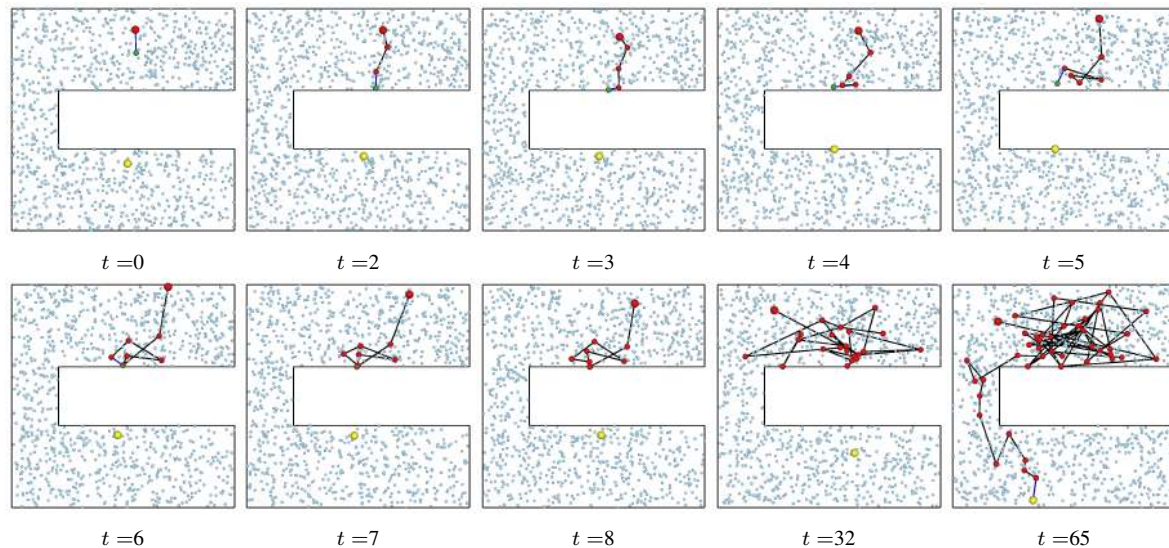 t =0 t =2 t =3 t =4 t =5
t =6 t =7 t =8 t =32 t =65